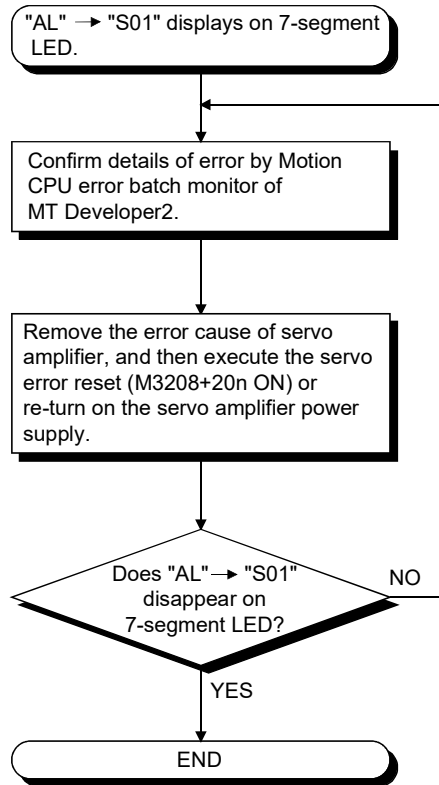 "AL" → "S01" displays on 7-segment
LED.
Confirm details of error by Motion
CPU error batch monitor of
MT Developer2.
Remove the error cause of servo
amplifier, and then execute the servo
error reset (M3208+20n ON) or
re-turn on the servo amplifier power
supply.
Does "AL" → "S01"
disappear on
7-segment LED?
NO
YES
END